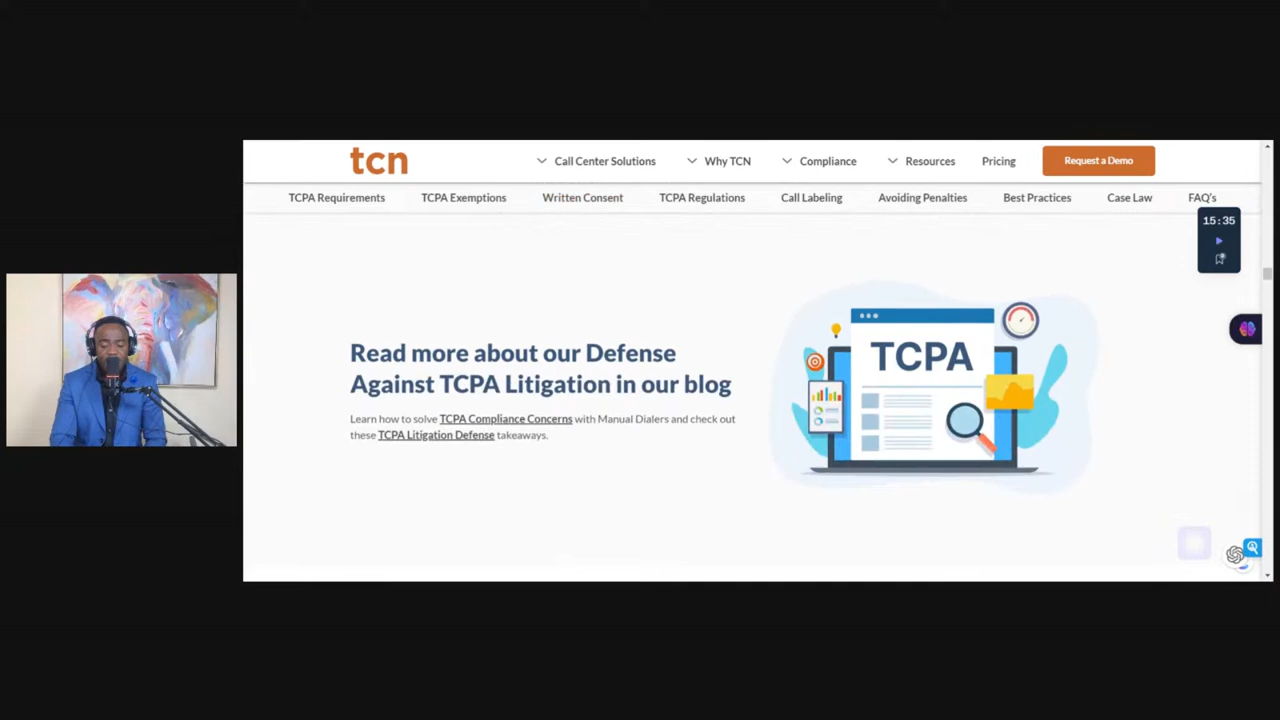 tcn
Call Center Solutions
Why TCN
Compliance
Resources
Pricing
Request a Demo
TCPA Requirements
TCPA Exemptions
Written Consent
TCPA Regulations
Call Labeling
Avoiding Penalties
Best Practices
Case Law
FAQ's
15:35
Read more about our Defense
Against TCPA Litigation in our blog
Learn how to solve TCPA Compliance Concerns with Manual Dialers and check out
these TCPA Litigation Defense takeaways.
TCPA